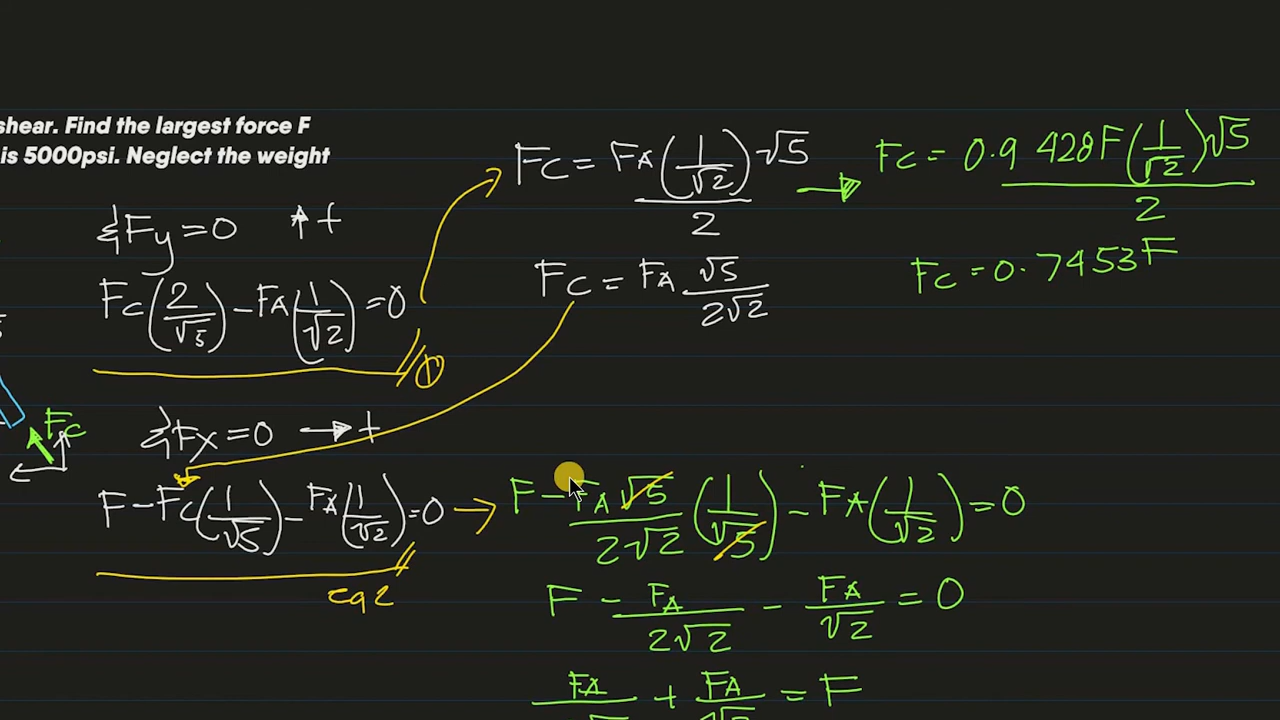 shear. Find the largest force F
is 5000psi. Neglect the weight
ΣFy=0 ↑+
Fc(2/√5)-FA(1/√2)=0
①
ΣFx=0 → +
F-Fc(1/√5)-FA(1/√2)=0
eq2
Fc
Fc = FA(1/√2)√5/2
Fc = FA √5/2√2
→
Fc = 0.9428F(1/√2)√5/2
Fc = 0.7453F
F - FA√5/2√2 (1/√5) - FA(1/√2) = 0
F - FA/2√2 - FA/√2 = 0
FA/√ + FA/√2 = F